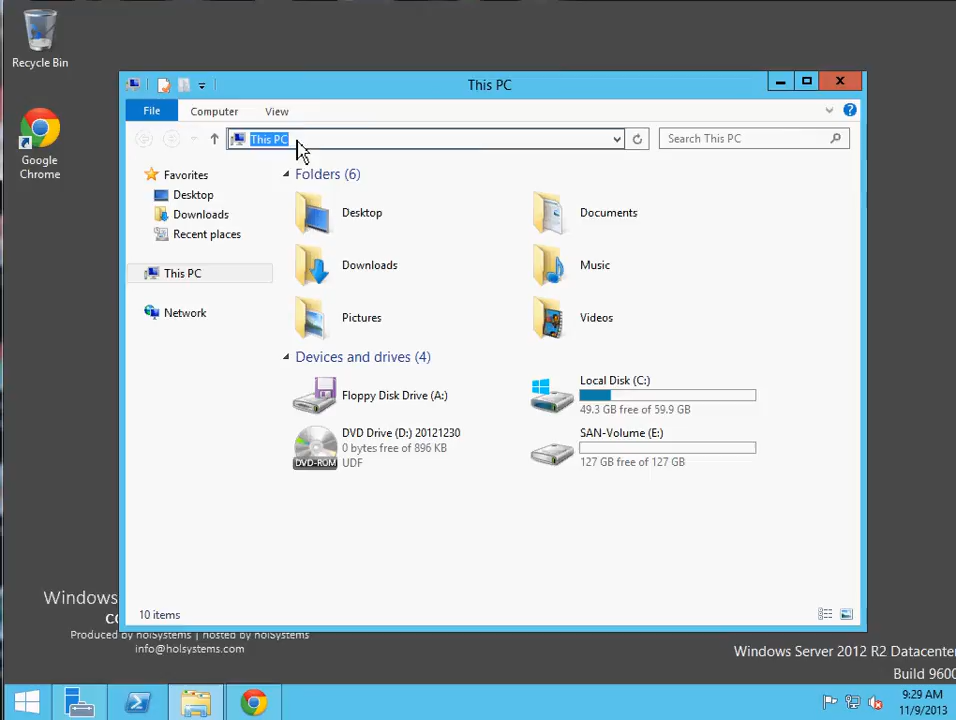 Recycle Bin
Google
Chrome
This PC
File
Computer
View
This PC
Search This PC
Favorites
Desktop
Downloads
Recent places
This PC
Network
Folders (6)
Desktop
Documents
Downloads
Music
Pictures
Videos
Devices and drives (4)
Floppy Disk Drive (A:)
Local Disk (C:)
49.3 GB free of 59.9 GB
DVD Drive (D:) 20121230
0 bytes free of 896 KB
UDF
DVD-ROM
SAN-Volume (E:)
127 GB free of 127 GB
10 items
Windows
Produced by holSystems | hosted by holSystems
info@holsystems.com
Windows Server 2012 R2 Datacenter
Build 9600
9:29 AM
11/9/2013